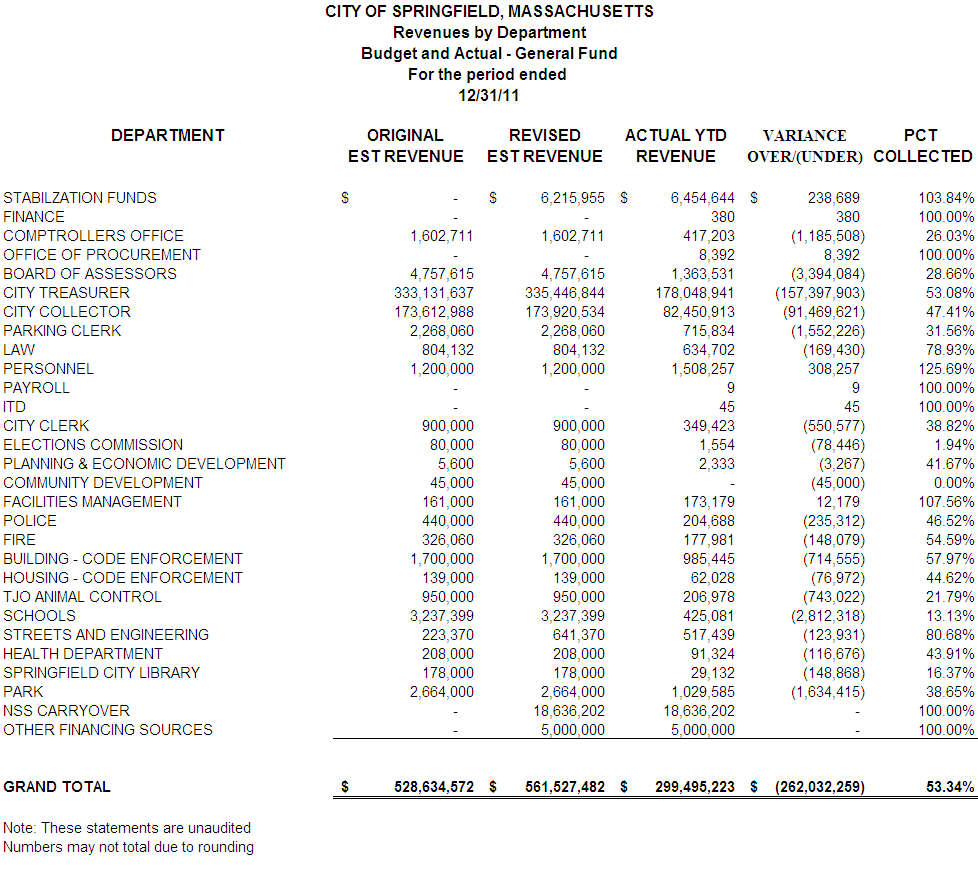 CITY OF SPRINGFIELD, MASSACHUSETTS
Revenues by Department
Budget and Actual - General Fund
For the period ended
12/31/11
DEPARTMENT ORIGINAL REVISED ACTUAL YTD VARIANCE PCT
EST REVENUE EST REVENUE REVENUE OVER/(UNDER) COLLECTED
STABILZATION FUNDS $ - $ 6,215,955 $ 6,454,644 $ 238,689 103.84%
FINANCE - - 380 380 100.00%
COMPTROLLERS OFFICE 1,602,711 1,602,711 417,203 (1,185,508) 26.03%
OFFICE OF PROCUREMENT - - 8,392 8,392 100.00%
BOARD OF ASSESSORS 4,757,615 4,757,615 1,363,531 (3,394,084) 28.66%
CITY TREASURER 333,131,637 335,446,844 178,048,941 (157,397,903) 53.08%
CITY COLLECTOR 173,612,988 173,920,534 82,450,913 (91,469,621) 47.41%
PARKING CLERK 2,268,060 2,268,060 715,834 (1,552,226) 31.56%
LAW 804,132 804,132 634,702 (169,430) 78.93%
PERSONNEL 1,200,000 1,200,000 1,508,257 308,257 125.69%
PAYROLL - - 9 9 100.00%
ITD - - 45 45 100.00%
CITY CLERK 900,000 900,000 349,423 (550,577) 38.82%
ELECTIONS COMMISSION 80,000 80,000 1,554 (78,446) 1.94%
PLANNING & ECONOMIC DEVELOPMENT 5,600 5,600 2,333 (3,267) 41.67%
COMMUNITY DEVELOPMENT 45,000 45,000 - (45,000) 0.00%
FACILITIES MANAGEMENT 161,000 161,000 173,179 12,179 107.56%
POLICE 440,000 440,000 204,688 (235,312) 46.52%
FIRE 326,060 326,060 177,981 (148,079) 54.59%
BUILDING - CODE ENFORCEMENT 1,700,000 1,700,000 985,445 (714,555) 57.97%
HOUSING - CODE ENFORCEMENT 139,000 139,000 62,028 (76,972) 44.62%
TJO ANIMAL CONTROL 950,000 950,000 206,978 (743,022) 21.79%
SCHOOLS 3,237,399 3,237,399 425,081 (2,812,318) 13.13%
STREETS AND ENGINEERING 223,370 641,370 517,439 (123,931) 80.68%
HEALTH DEPARTMENT 208,000 208,000 91,324 (116,676) 43.91%
SPRINGFIELD CITY LIBRARY 178,000 178,000 29,132 (148,868) 16.37%
PARK 2,664,000 2,664,000 1,029,585 (1,634,415) 38.65%
NSS CARRYOVER - 18,636,202 18,636,202 - 100.00%
OTHER FINANCING SOURCES - 5,000,000 5,000,000 - 100.00%
GRAND TOTAL $ 528,634,572 $ 561,527,482 $ 299,495,223 $ (262,032,259) 53.34%
Note: These statements are unaudited
Numbers may not total due to rounding